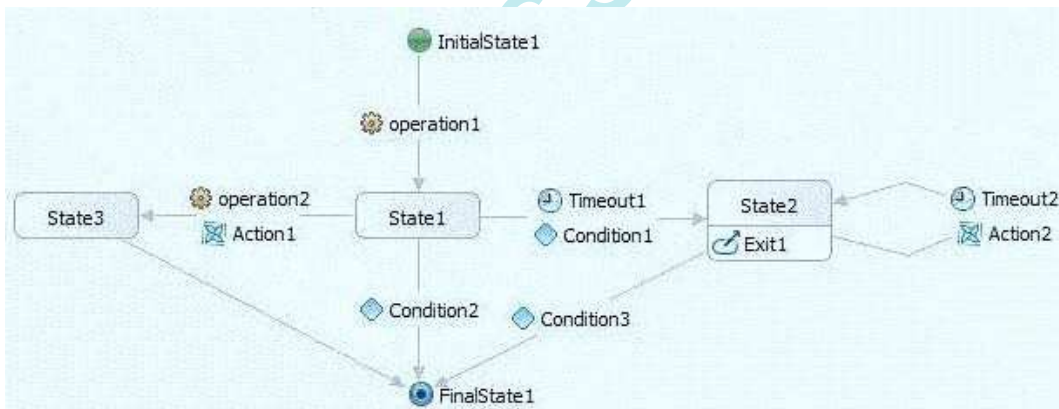 InitialState1
operation1
operation2
Action1
State3
State1
Timeout1
Condition1
State2
Exit1
Timeout2
Action2
Condition2
Condition3
FinalState1